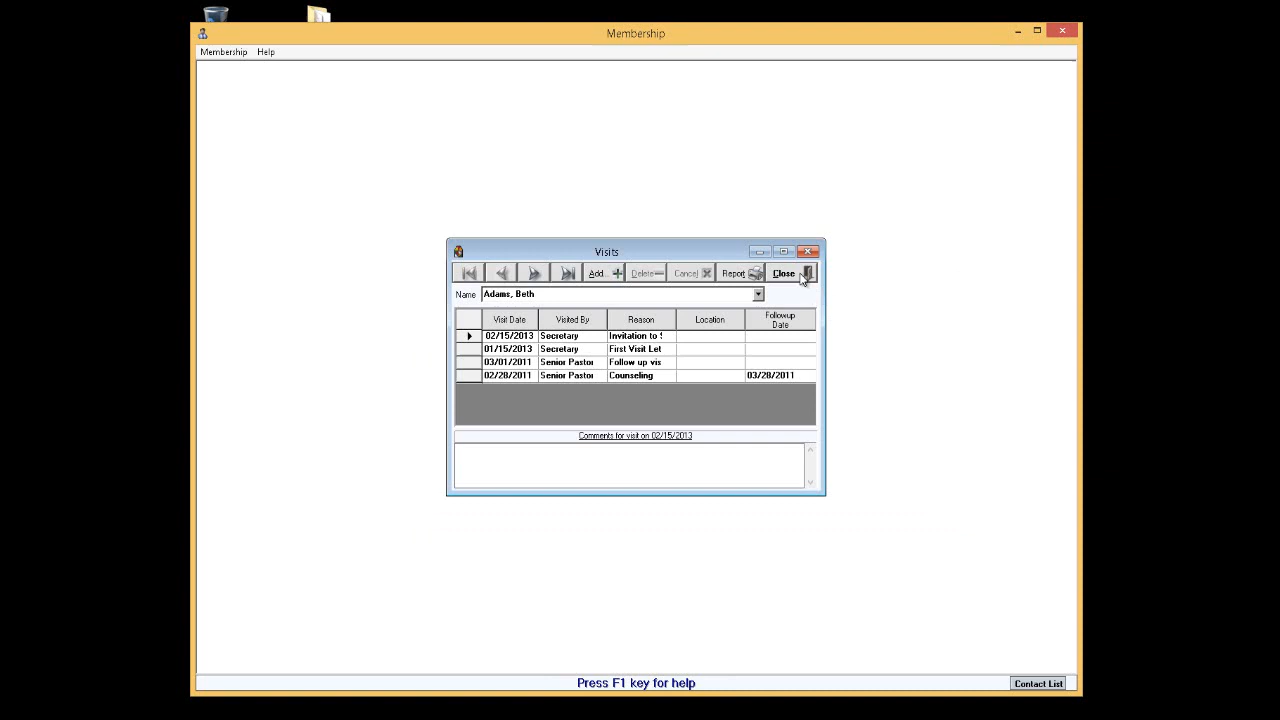 Membership
Membership Help
Visits
Add... Delete Cancel Report Close
Name Adams, Beth
Visit Date Visited By Reason Location Followup Date
02/15/2013 Secretary Invitation to S
01/15/2013 Secretary First Visit Let
03/01/2011 Senior Pastor Follow up vis
02/28/2011 Senior Pastor Counseling 03/28/2011
Comments for visit on 02/15/2013
Press F1 key for help
Contact List